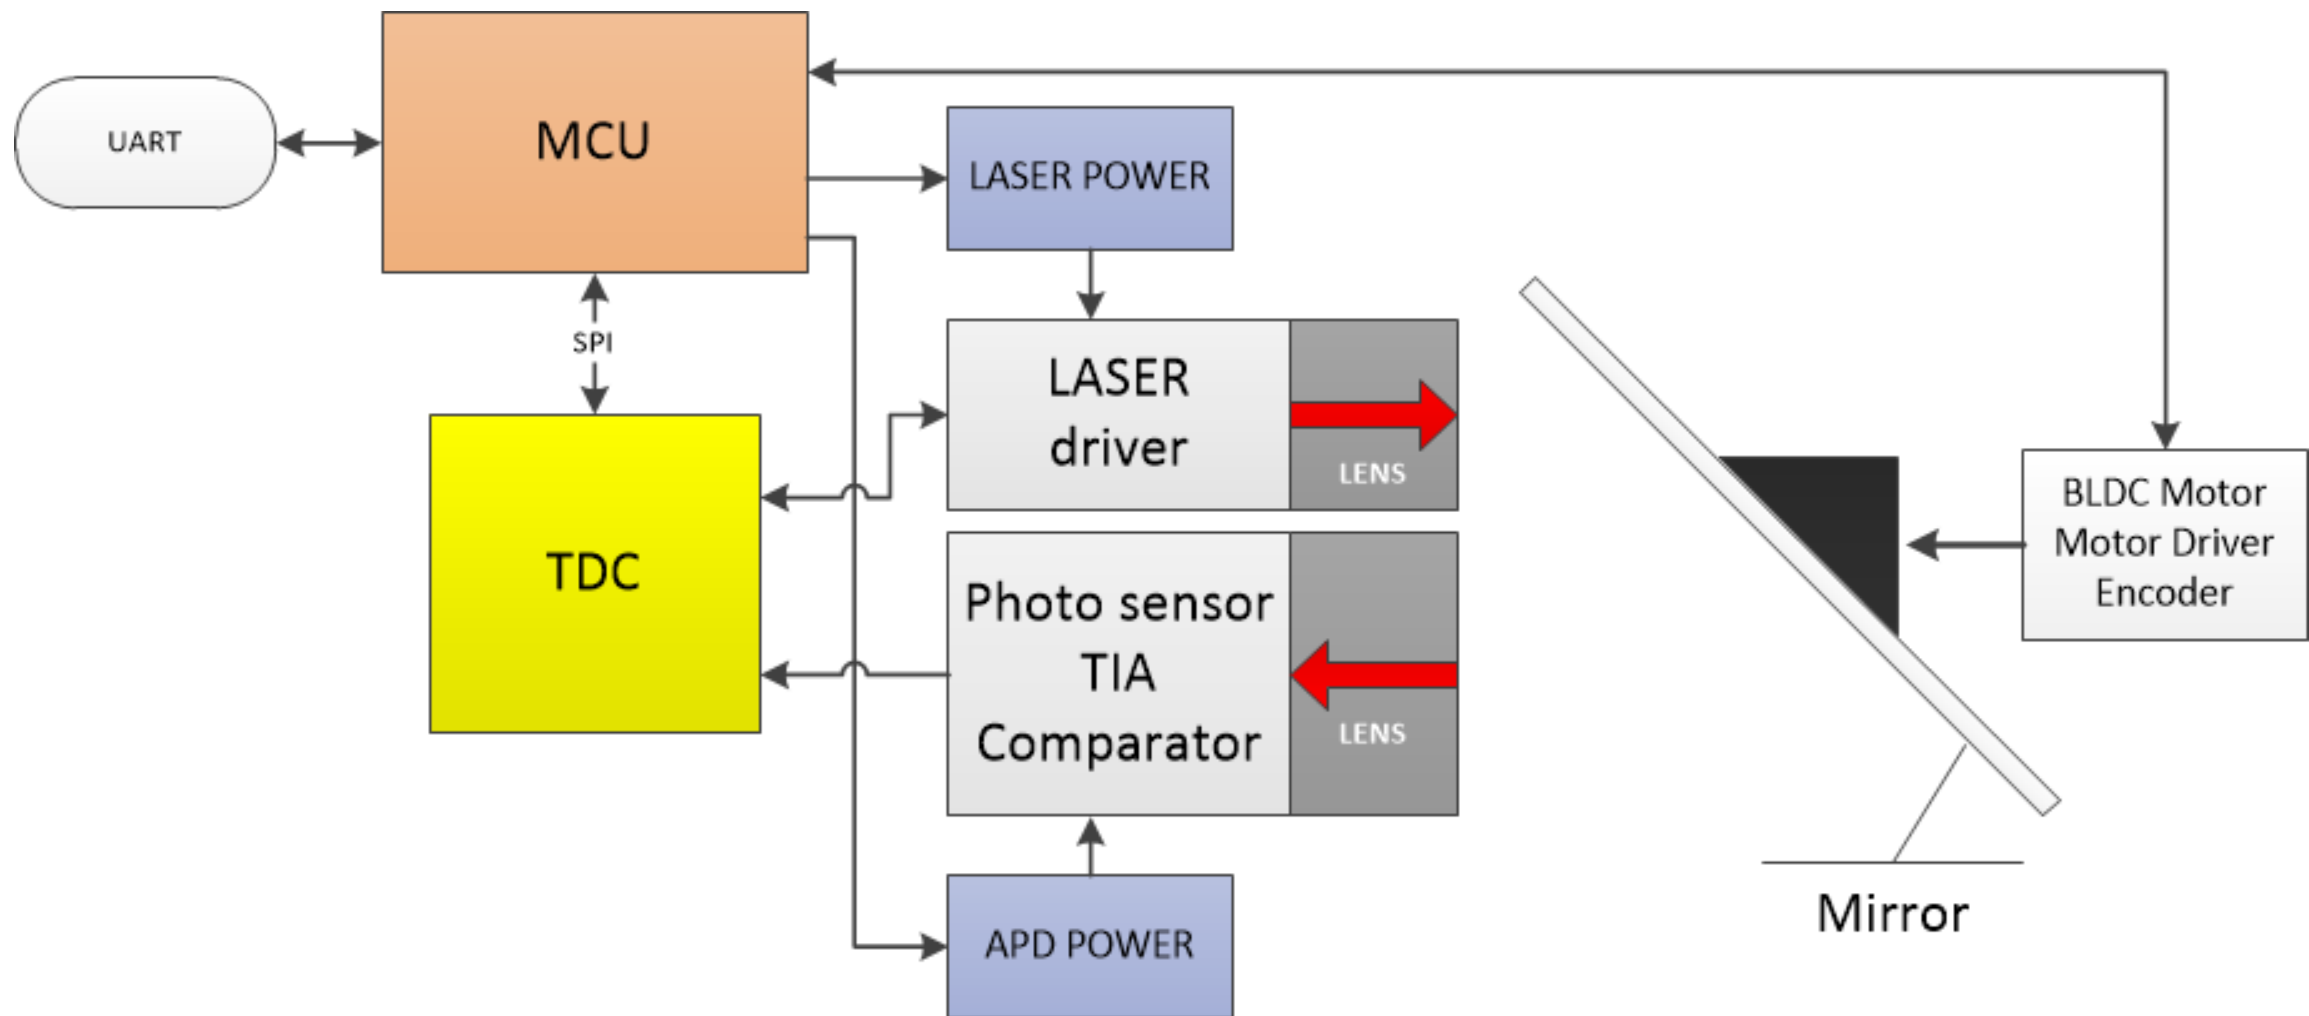 UART
MCU
LASER POWER
SPI
LASER
driver
LENS
TDC
Photo sensor
TIA
Comparator
LENS
BLDC Motor
Motor Driver
Encoder
APD POWER
Mirror